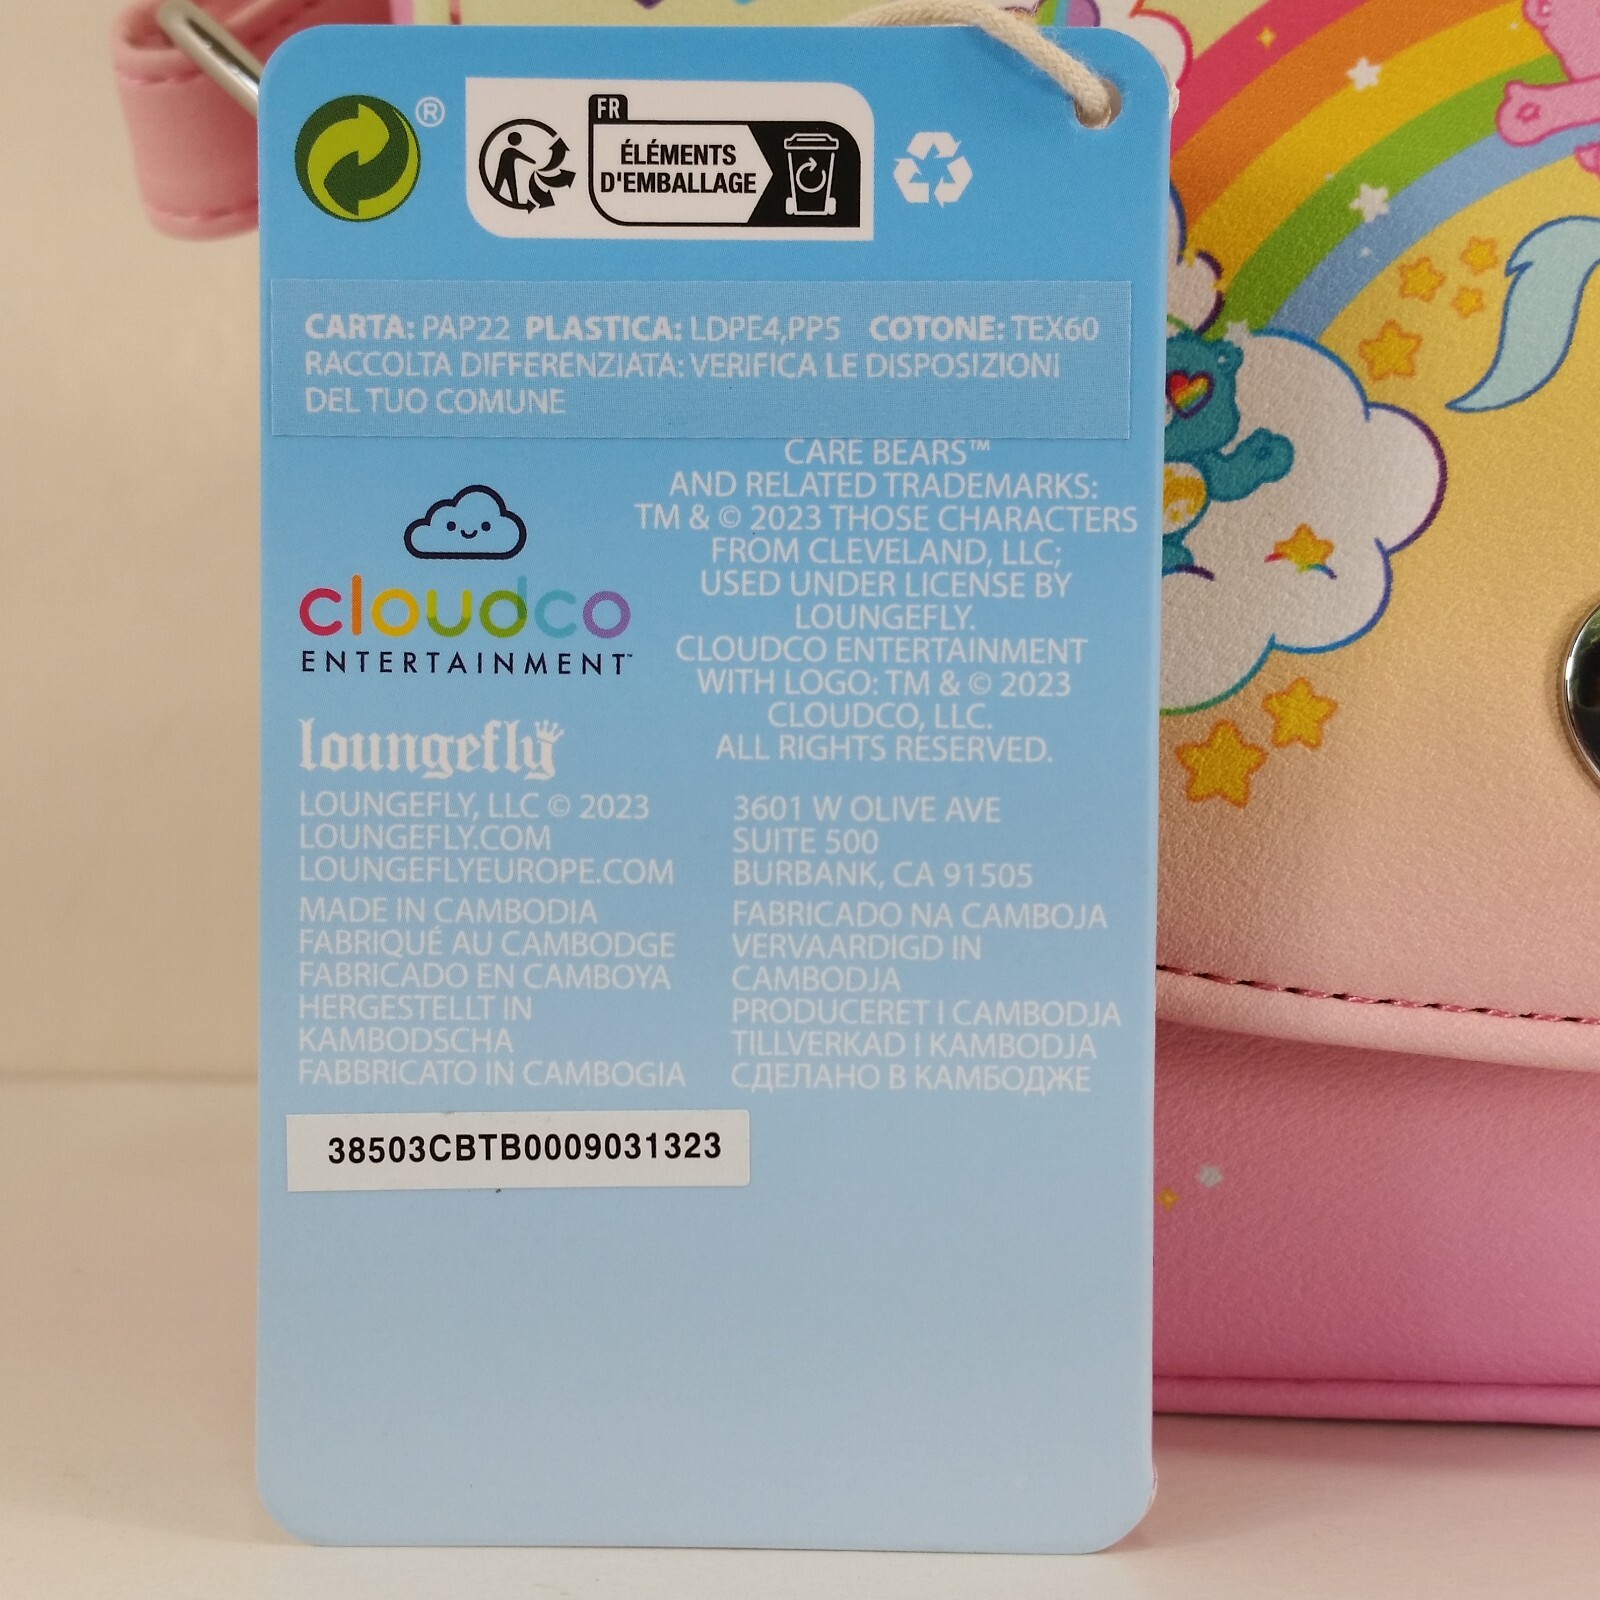 ®
FR
ÉLÉMENTS
D'EMBALLAGE
CARTA: PAP22 PLASTICA: LDPE4,PP5 COTONE: TEX60
RACCOLTA DIFFERENZIATA: VERIFICA LE DISPOSIZIONI
DEL TUO COMUNE
CARE BEARS™
AND RELATED TRADEMARKS:
TM & © 2023 THOSE CHARACTERS
FROM CLEVELAND, LLC;
USED UNDER LICENSE BY
LOUNGEFLY.
CLOUDCO ENTERTAINMENT
WITH LOGO: TM & © 2023
CLOUDCO, LLC.
ALL RIGHTS RESERVED.
cloudco
ENTERTAINMENT™
loungefly
LOUNGEFLY, LLC © 2023
LOUNGEFLY.COM
LOUNGEFLYEUROPE.COM
3601 W OLIVE AVE
SUITE 500
BURBANK, CA 91505
MADE IN CAMBODIA
FABRIQUÉ AU CAMBODGE
FABRICADO EN CAMBOYA
HERGESTELLT IN
KAMBODSCHA
FABBRICATO IN CAMBOGIA
FABRICADO NA CAMBOJA
VERVAARDIGD IN
CAMBODJA
PRODUCERET I CAMBODJA
TILLVERKAD I KAMBODJA
СДЕЛАНО В КАМБОДЖЕ
38503CBTB0009031323